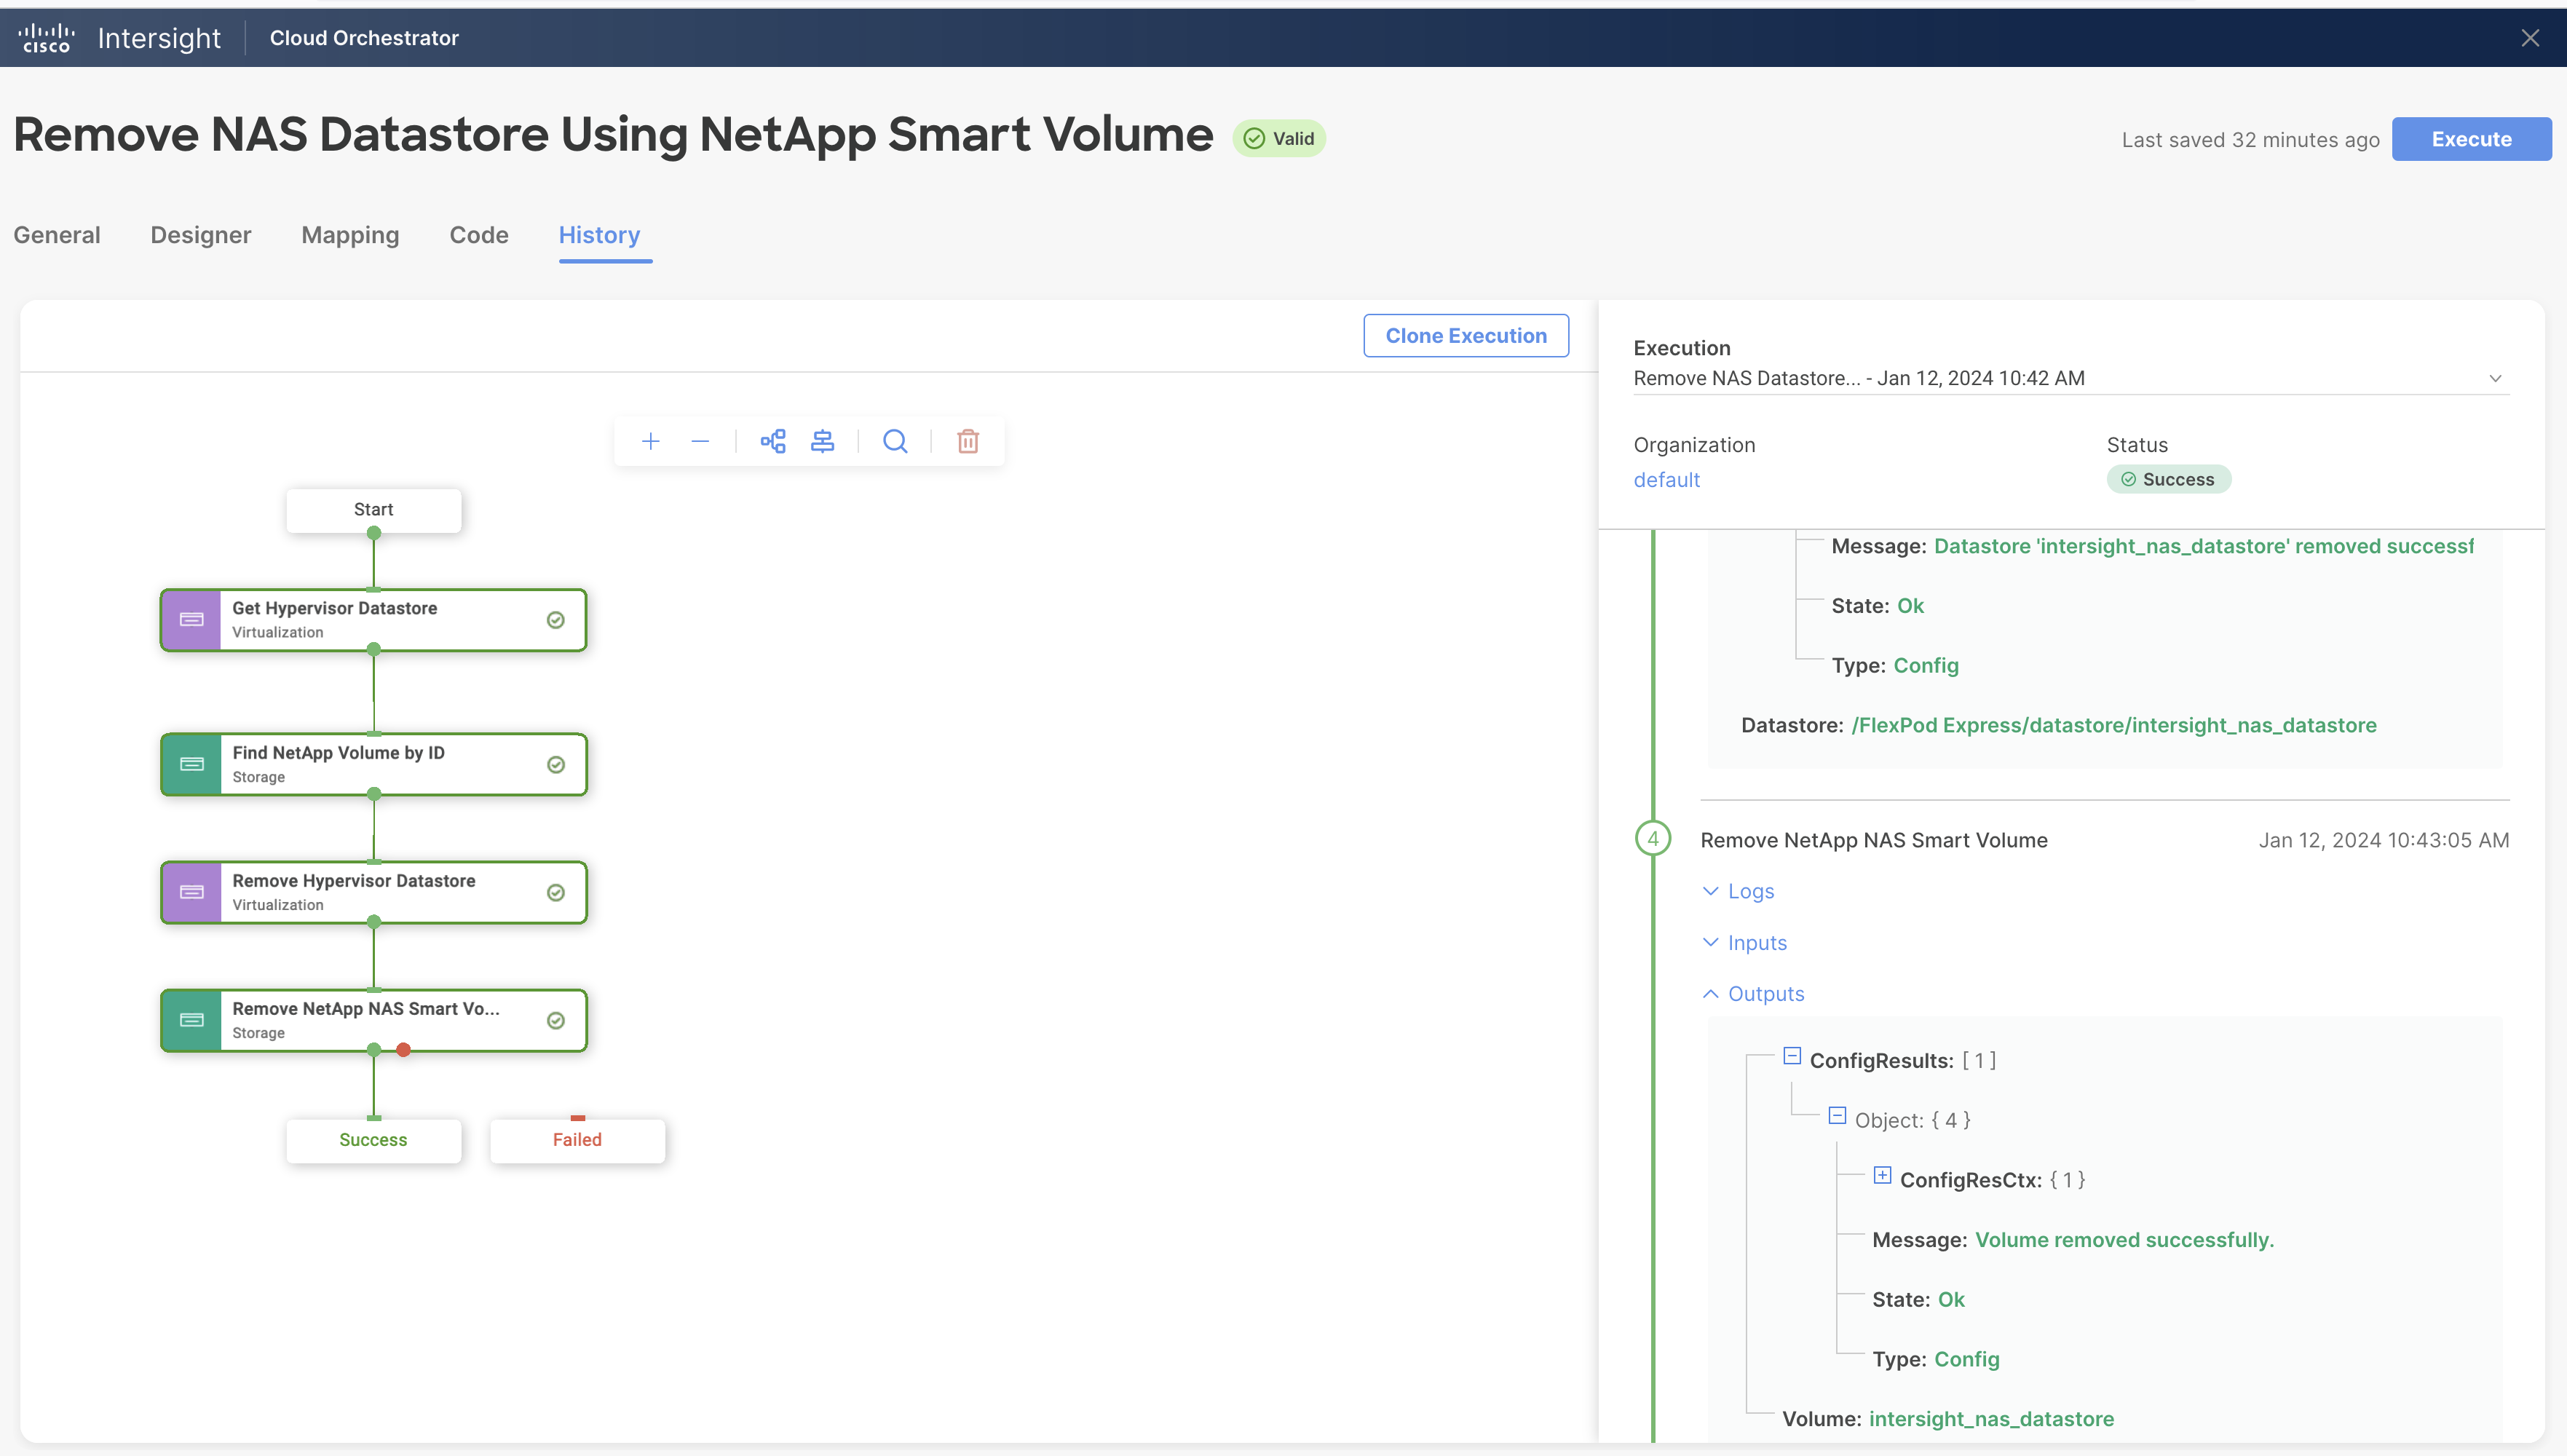 CISCO Intersight Cloud Orchestrator
Remove NAS Datastore Using NetApp Smart Volume Valid
Last saved 32 minutes ago Execute
General Designer Mapping Code History
Clone Execution
Start
Get Hypervisor Datastore
Virtualization
Find NetApp Volume by ID
Storage
Remove Hypervisor Datastore
Virtualization
Remove NetApp NAS Smart Vo...
Storage
Success Failed
Execution
Remove NAS Datastore... - Jan 12, 2024 10:42 AM
Organization Status
default Success
Message: Datastore 'intersight_nas_datastore' removed successf
State: Ok
Type: Config
Datastore: /FlexPod Express/datastore/intersight_nas_datastore
4 Remove NetApp NAS Smart Volume Jan 12, 2024 10:43:05 AM
Logs
Inputs
Outputs
ConfigResults: [ 1 ]
Object: { 4 }
ConfigResCtx: { 1 }
Message: Volume removed successfully.
State: Ok
Type: Config
Volume: intersight_nas_datastore